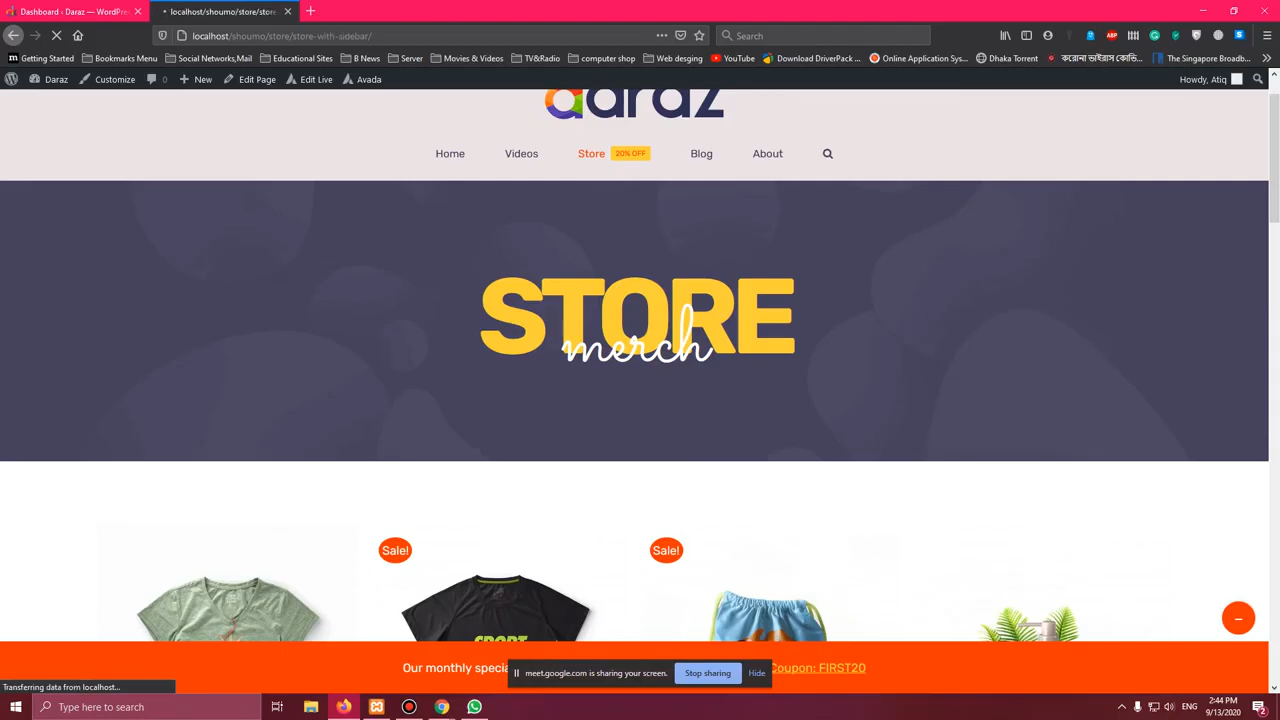 Dashboard ‹ Daraz — WordPre
localhost/shoumo/store/store-
localhost/shoumo/store/store-with-sidebar/
Search
Getting Started
Bookmarks Menu
Social Networks,Mail
Educational Sites
B News
Server
Movies & Videos
TV&Radio
computer shop
Web desging
YouTube
Download DriverPack ...
Online Application Sys...
Dhaka Torrent
করোনা ভাইরাস কোভি...
The Singapore Broadb...
Daraz
Customize
0
New
Edit Page
Edit Live
Avada
Howdy, Atiq
daraz
Home
Videos
Store
20% OFF
Blog
About
STORE
merch
Sale!
Sale!
SPORT
Our monthly specia
Coupon: FIRST20
meet.google.com is sharing your screen.
Stop sharing
Hide
Transferring data from localhost...
Type here to search
ENG
2:44 PM
9/13/2020
2